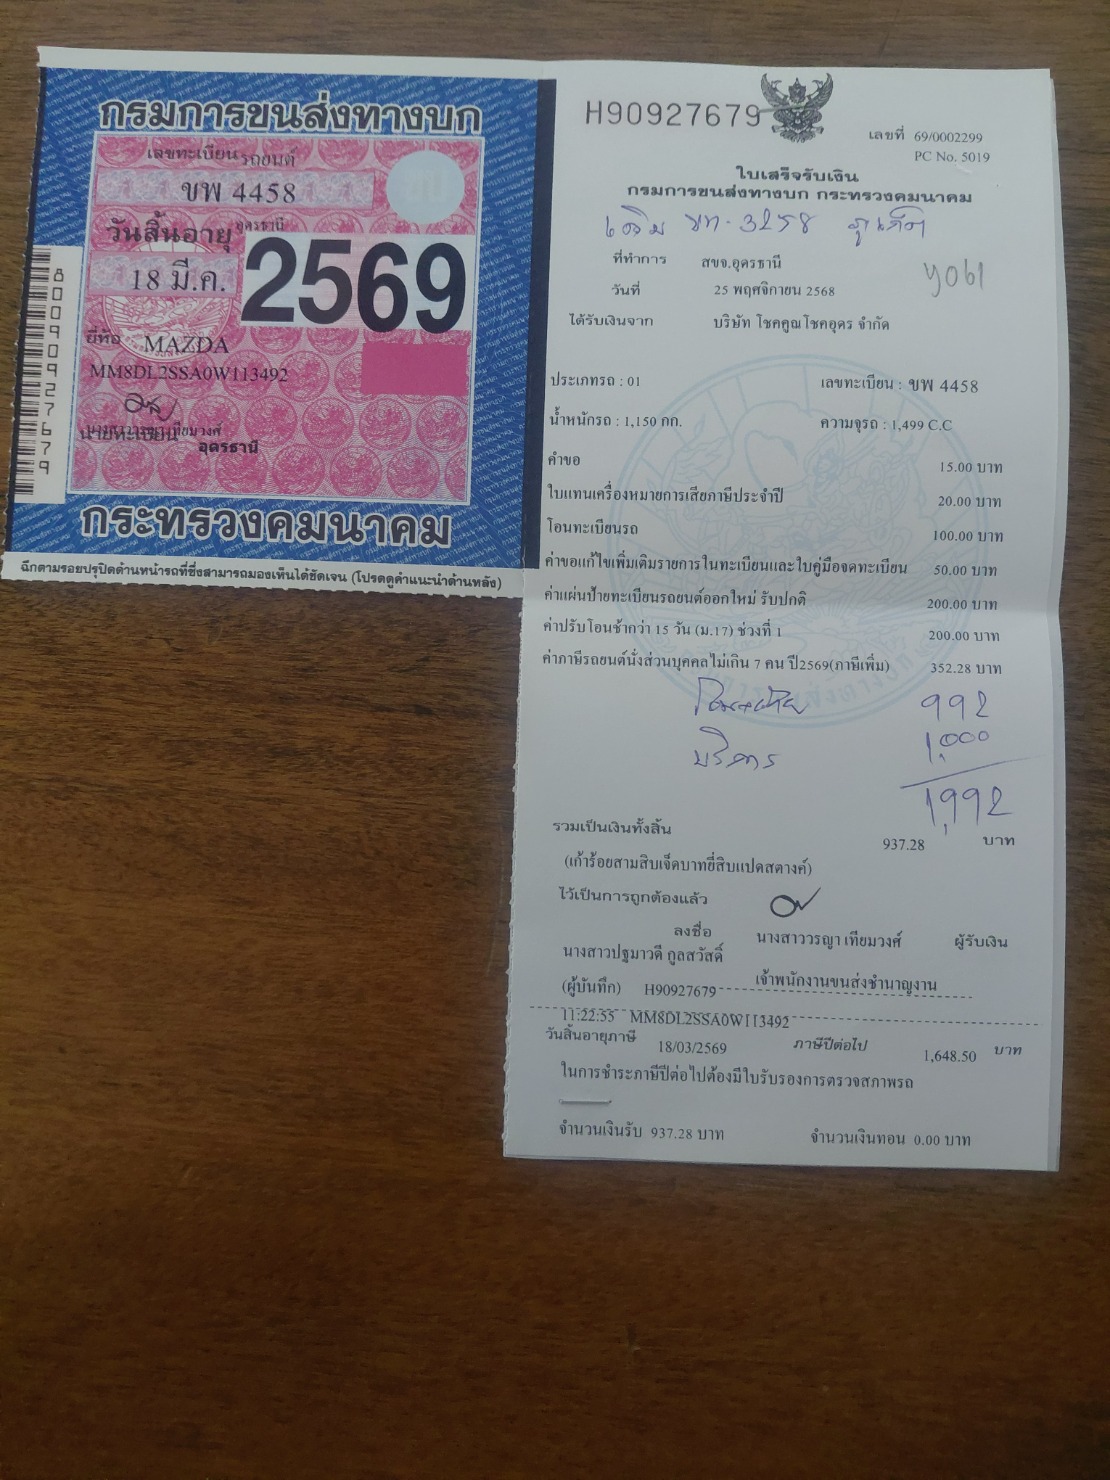 กรมการขนส่งทางบก
เลขทะเบียนรถยนต์
ขพ 4458
วันสิ้นอายุ
อุดรธานี
18 มี.ค.
2569
ยี่ห้อ MAZDA
MM8DL2SSA0W113492
นายทะเบียน
อุดรธานี
80090927679
กระทรวงคมนาคม
ฉีกตามรอยปรุปิดด้านหน้ารถที่ซึ่งสามารถมองเห็นได้ชัดเจน (โปรดดูคำแนะนำด้านหลัง)
H90927679
เลขที่ 69/0002299
PC No. 5019
ใบเสร็จรับเงิน
กรมการขนส่งทางบก กระทรวงคมนาคม
เดิม ขท-3258 ภูเก็ต
ที่ทำการ สขจ.อุดรธานี
วันที่ 25 พฤศจิกายน 2568
ได้รับเงินจาก บริษัท โชคคูณโชคอุดร จำกัด
ประเภทรถ : 01 เลขทะเบียน : ขพ 4458
น้ำหนักรถ : 1,150 กก. ความจุรถ : 1,499 C.C
คำขอ 15.00 บาท
ใบแทนเครื่องหมายการเสียภาษีประจำปี 20.00 บาท
โอนทะเบียนรถ 100.00 บาท
ค่าขอแก้ไขเพิ่มเติมรายการในทะเบียนและใบคู่มือจดทะเบียน 50.00 บาท
ค่าแผ่นป้ายทะเบียนรถยนต์ออกใหม่ รับปกติ 200.00 บาท
ค่าปรับโอนช้ากว่า 15 วัน (ม.17) ช่วงที่ 1 200.00 บาท
ค่าภาษีรถยนต์นั่งส่วนบุคคลไม่เกิน 7 คน ปี2569(ภาษีเพิ่ม) 352.28 บาท
992
บริการ 1,000
1,992
รวมเป็นเงินทั้งสิ้น 937.28 บาท
(เก้าร้อยสามสิบเจ็ดบาทยี่สิบแปดสตางค์)
ไว้เป็นการถูกต้องแล้ว
ลงชื่อ นางสาววรญา เทียมวงศ์ ผู้รับเงิน
นางสาวปฐมาวดี กูลสวัสดิ์
(ผู้บันทึก) H90927679 เจ้าพนักงานขนส่งชำนาญงาน
11:22:55 MM8DL2SSA0W113492
วันสิ้นอายุภาษี 18/03/2569 ภาษีปีต่อไป 1,648.50 บาท
ในการชำระภาษีปีต่อไปต้องมีใบรับรองการตรวจสภาพรถ
จำนวนเงินรับ 937.28 บาท จำนวนเงินทอน 0.00 บาท